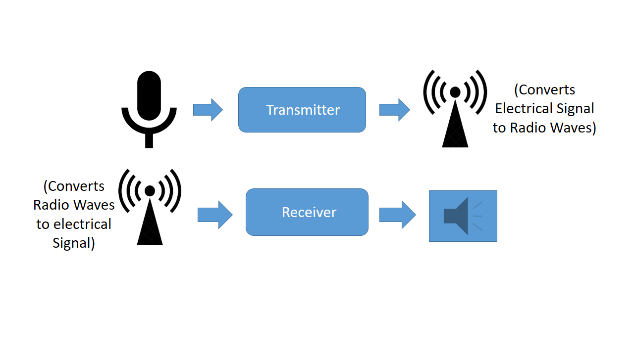 Transmitter
(Converts
Electrical Signal
to Radio Waves)
(Converts
Radio Waves
to electrical
Signal)
Receiver